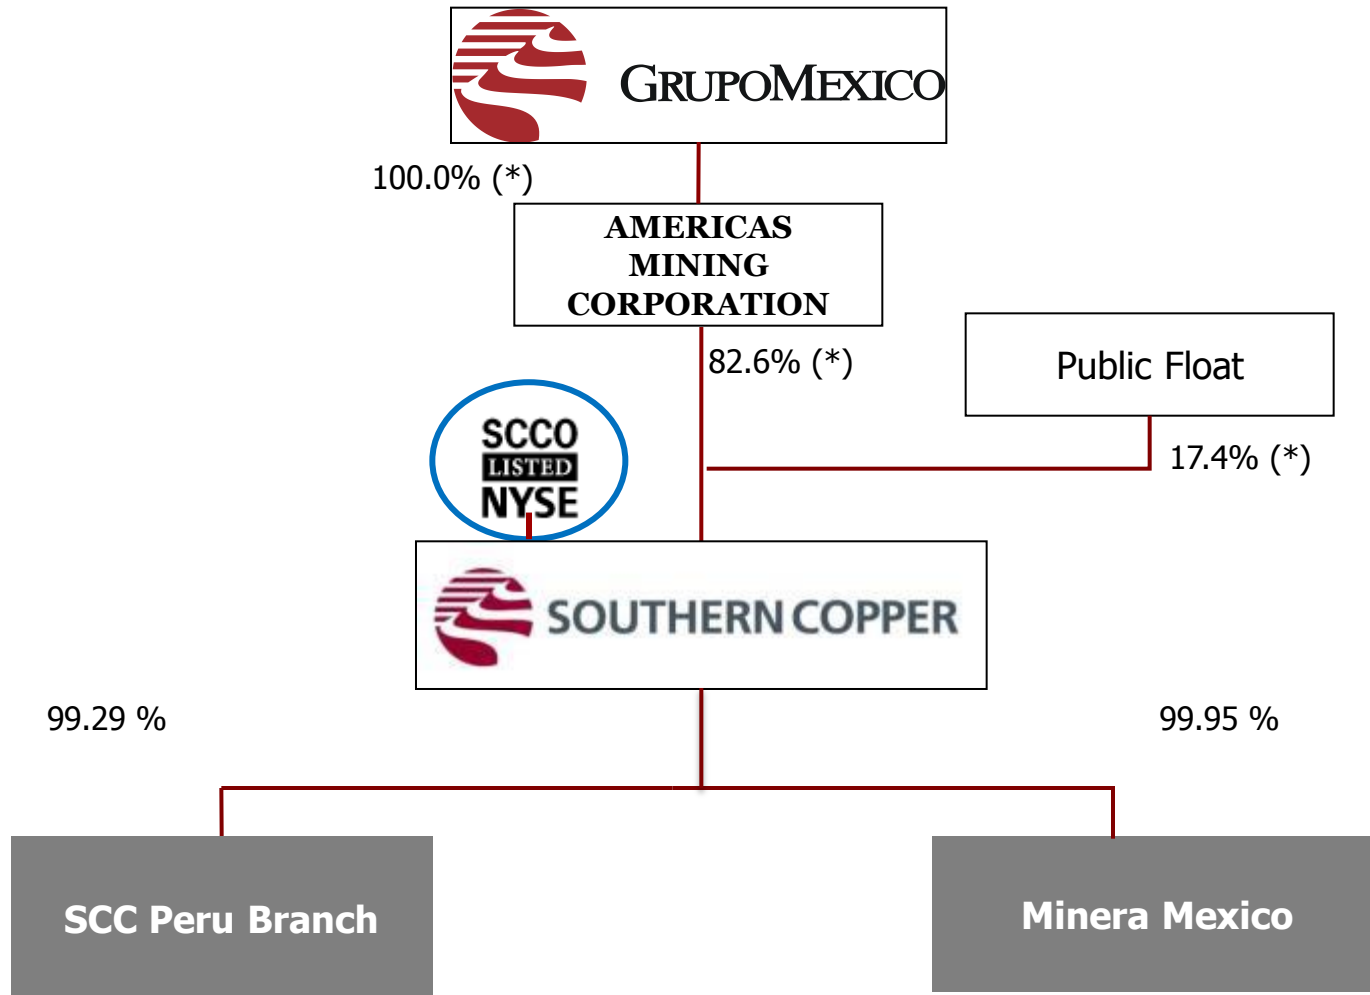 GRUPOMEXICO
100.0% (*)
AMERICAS
MINING
CORPORATION
82.6% (*)
Public Float
17.4% (*)
SCCO
LISTED
NYSE
SOUTHERN COPPER
99.29 %
99.95 %
SCC Peru Branch
Minera Mexico